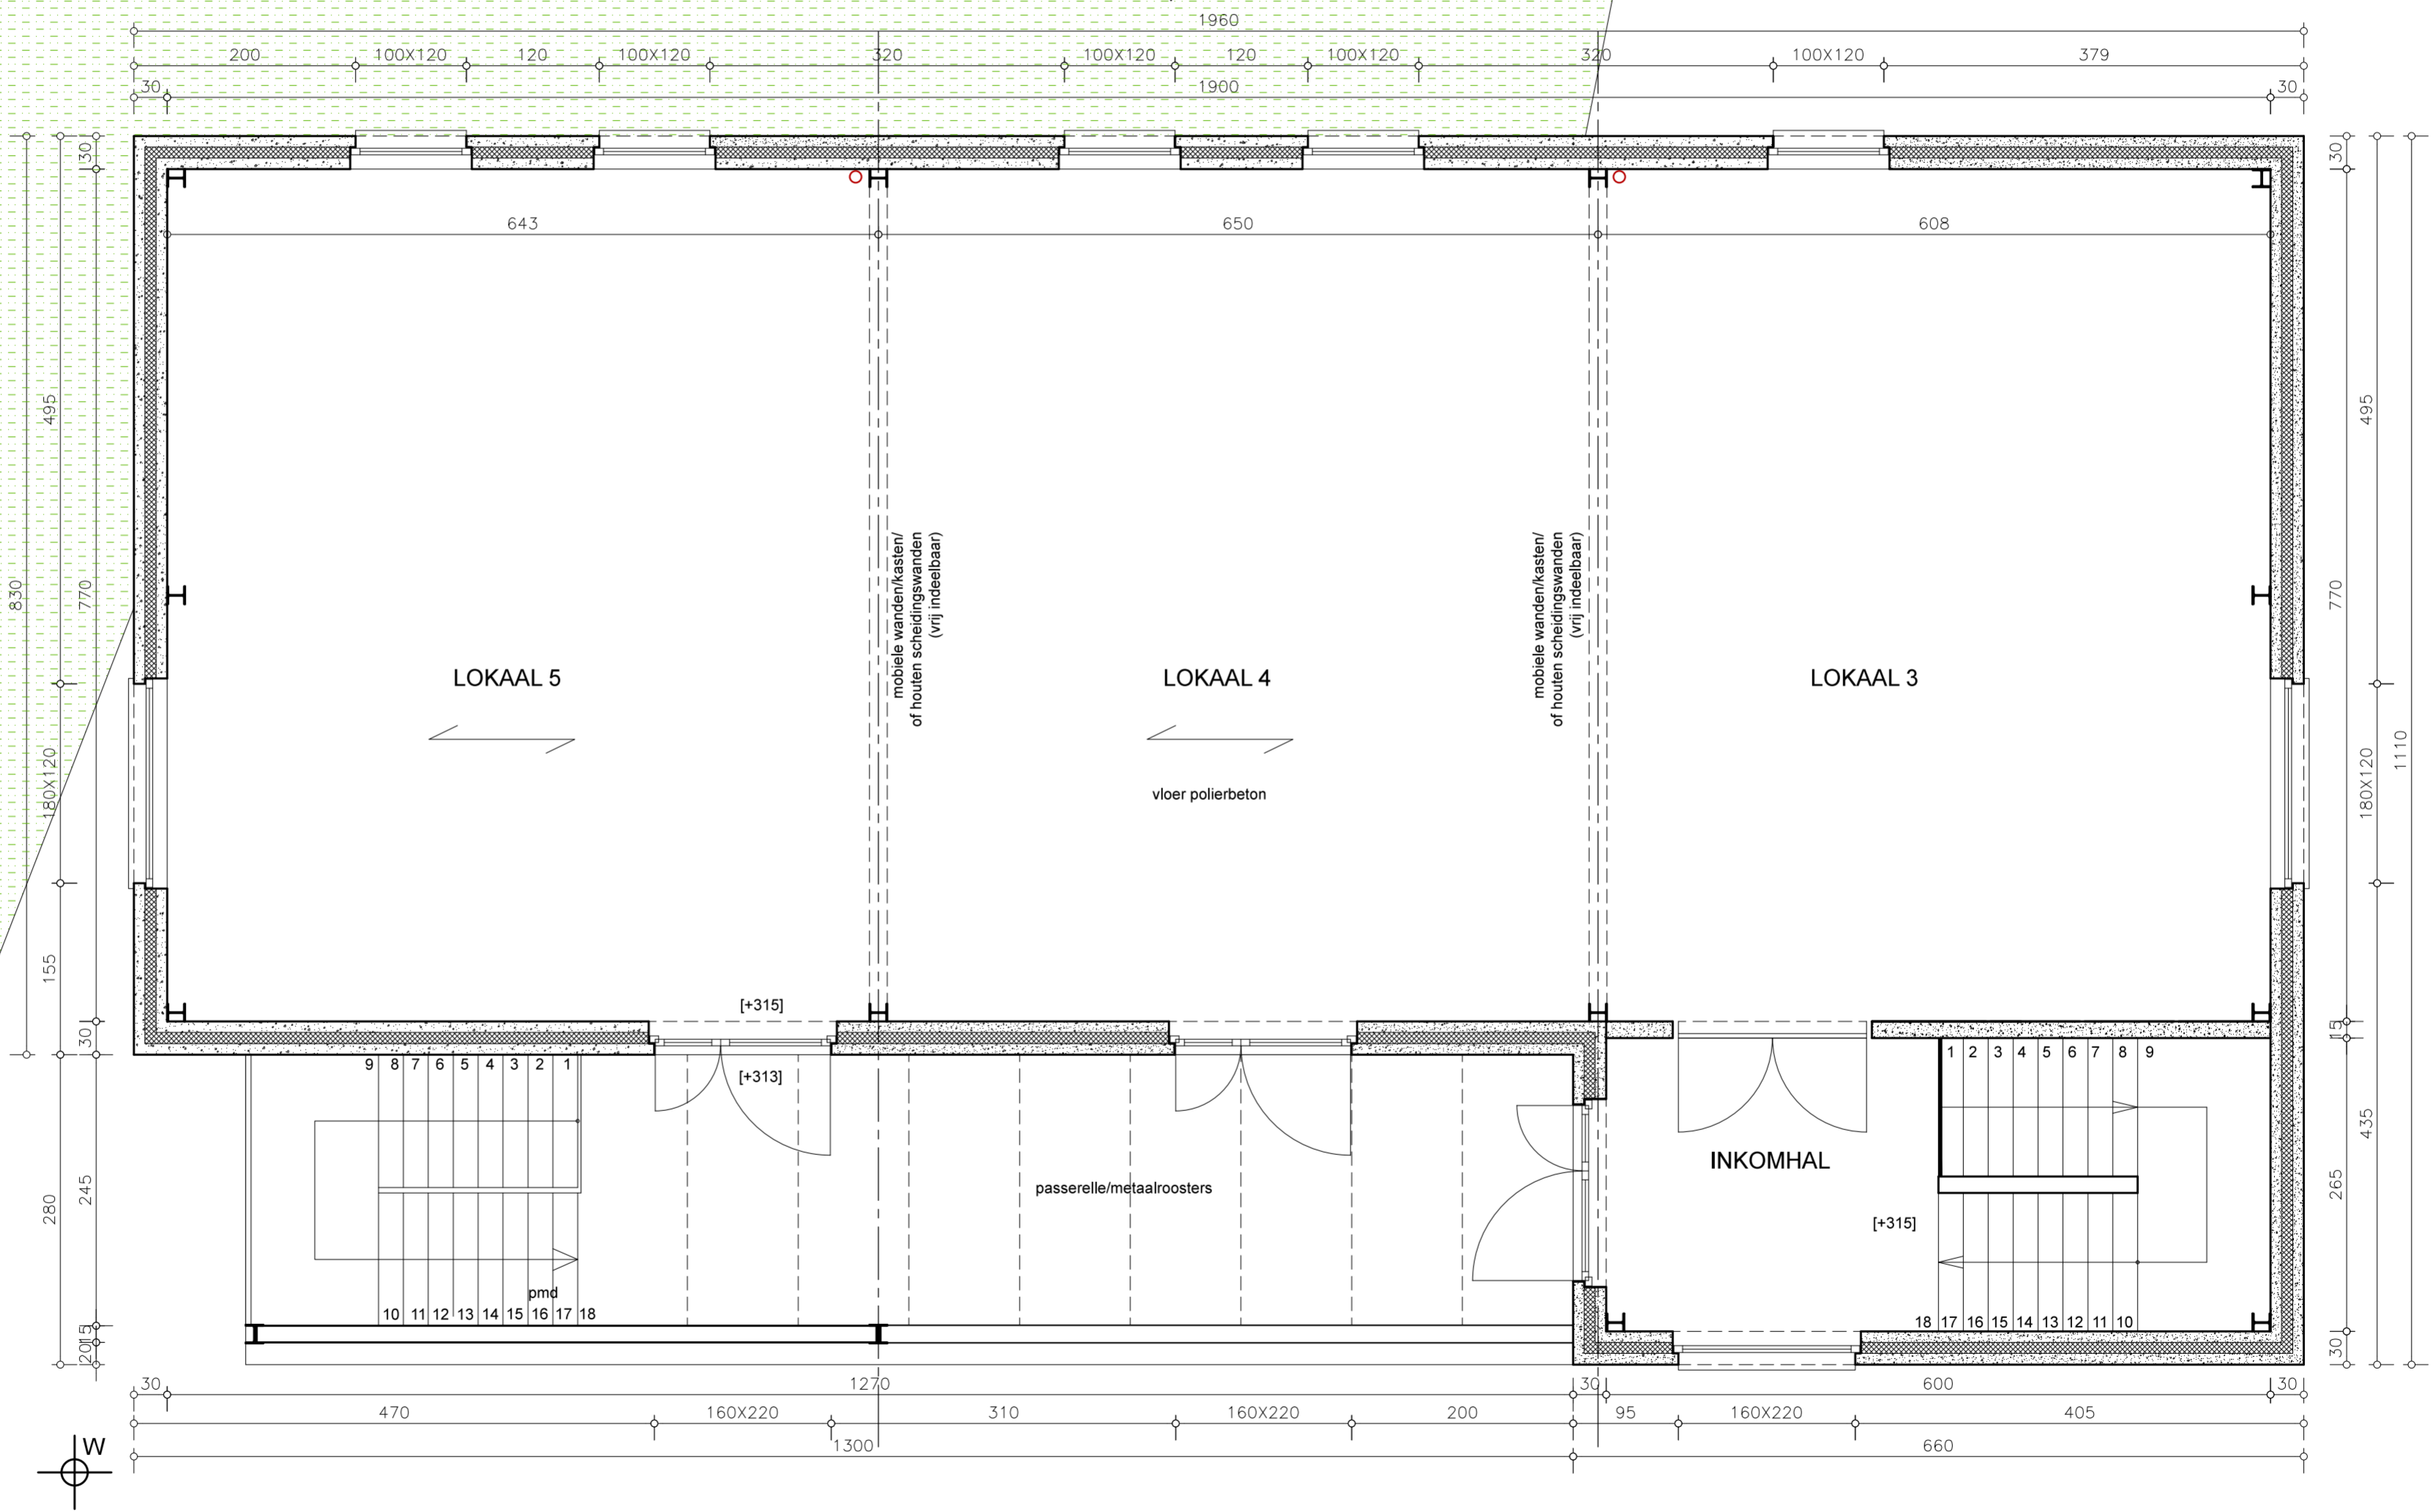 1960
200 100X120 120 100X120 320 100X120 120 100X120 320 100X120 379
30 1900 30
643 650 608
830
495 180X120 155 280
30 770 30 245 15 20
mobiele wanden/kasten/
of houten scheidingswanden
(vrij indeelbaar)
mobiele wanden/kasten/
of houten scheidingswanden
(vrij indeelbaar)
30 770 15 265 30
495 180X120 435
1110
LOKAAL 5 LOKAAL 4 LOKAAL 3
vloer polierbeton
[+315]
[+313]
9 8 7 6 5 4 3 2 1
1 2 3 4 5 6 7 8 9
INKOMHAL
passerelle/metaalroosters
[+315]
pmd
10 11 12 13 14 15 16 17 18
18 17 16 15 14 13 12 11 10
30 1270 30 600 30
470 160X220 310 160X220 200 95 160X220 405
1300 660
W